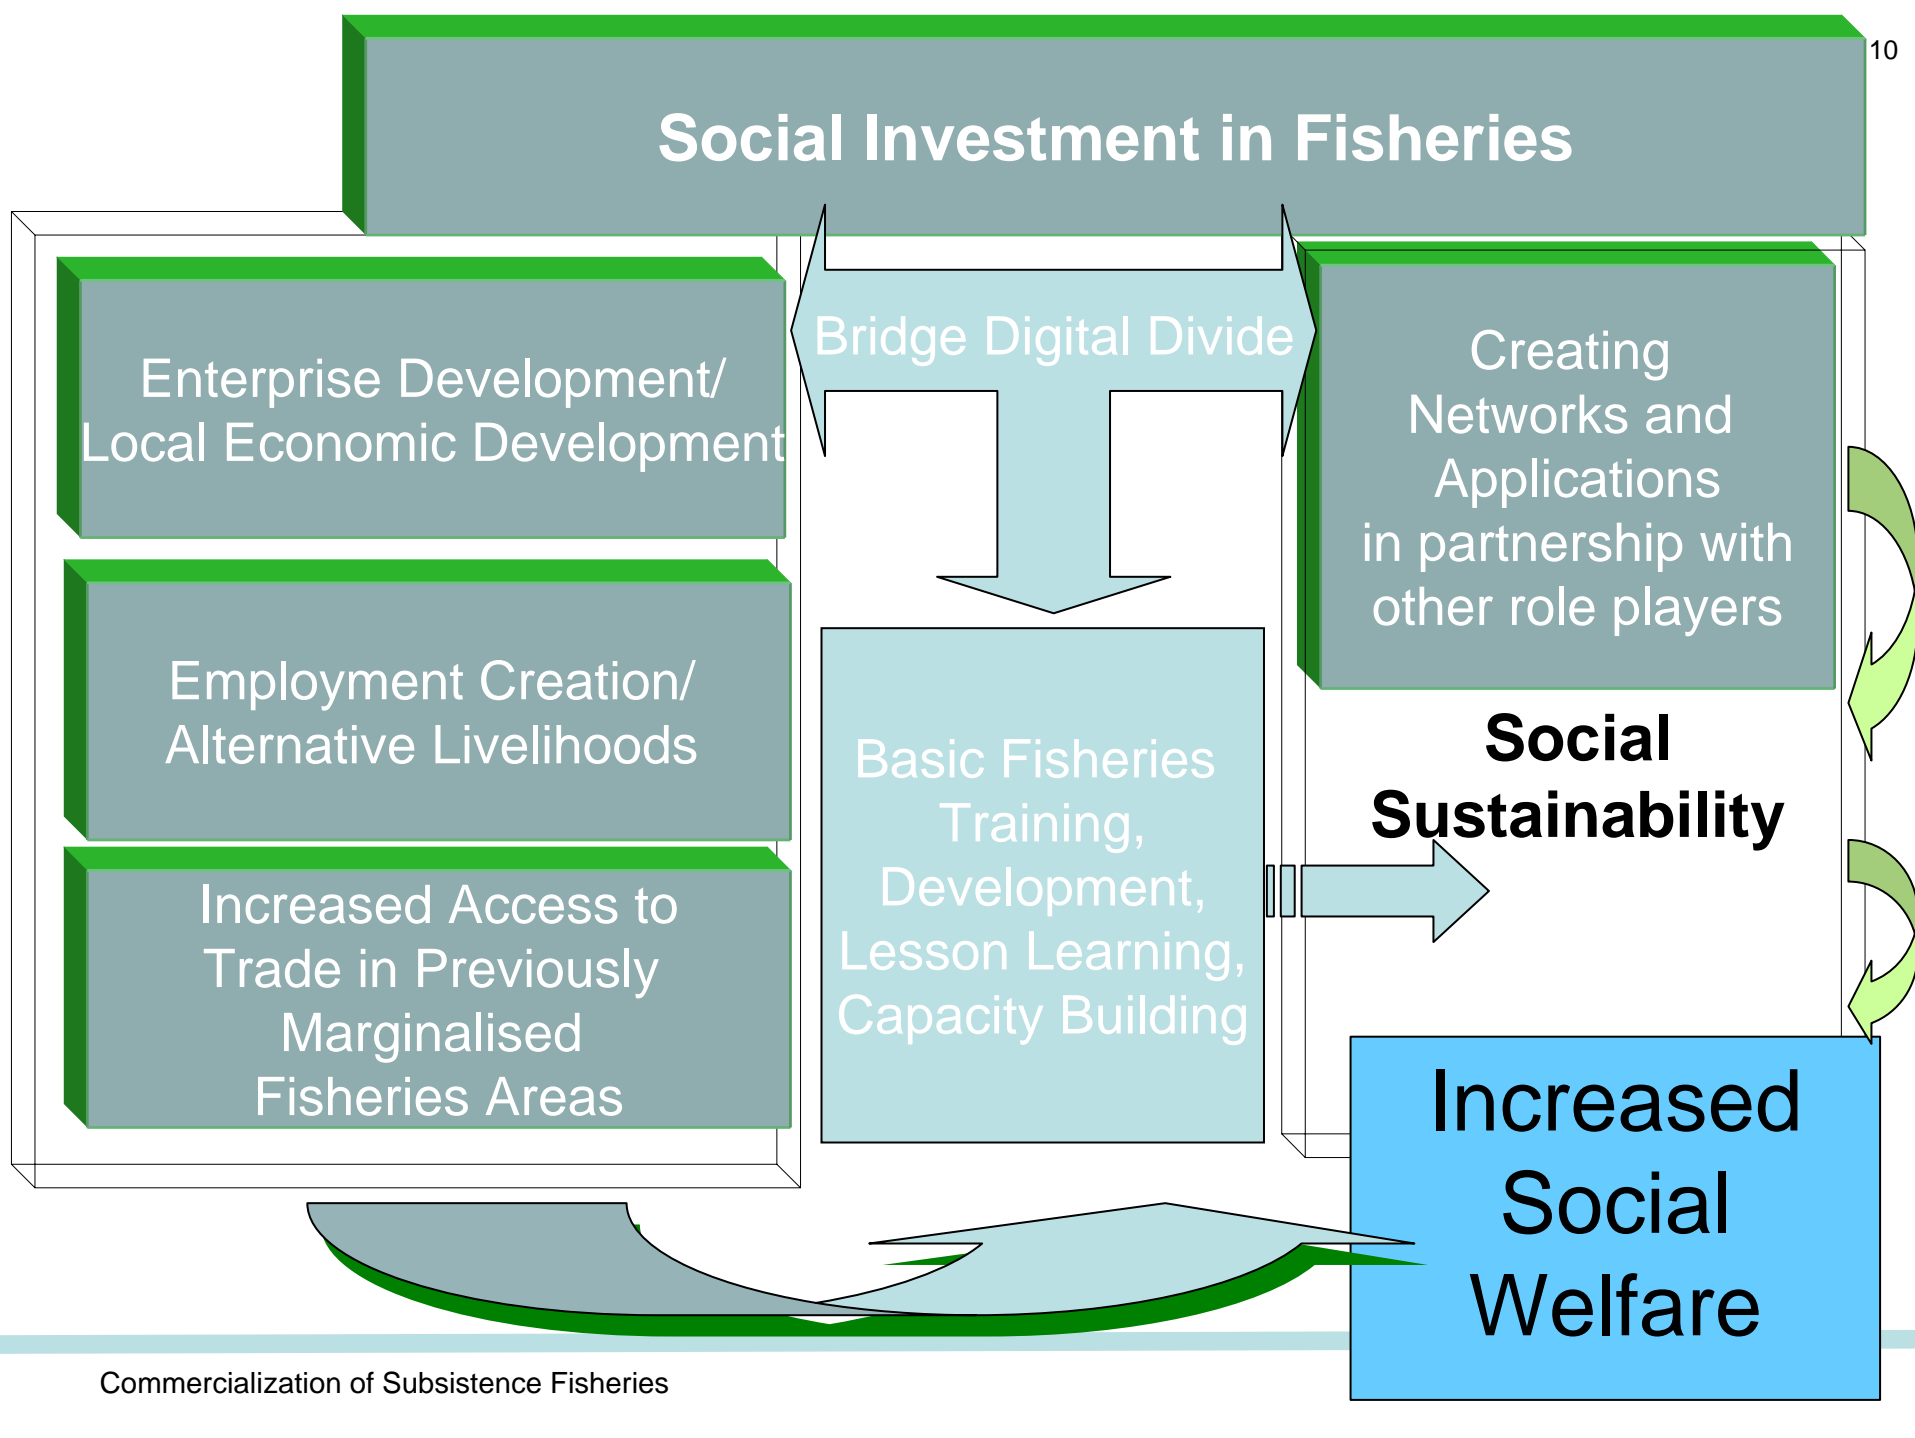 10
Social Investment in Fisheries
Enterprise Development/
Local Economic Development
Employment Creation/
Alternative Livelihoods
Increased Access to
Trade in Previously
Marginalised
Fisheries Areas
Bridge Digital Divide
Basic Fisheries
Training,
Development,
Lesson Learning,
Capacity Building
Creating
Networks and
Applications
in partnership with
other role players
Social
Sustainability
Increased
Social
Welfare
Commercialization of Subsistence Fisheries